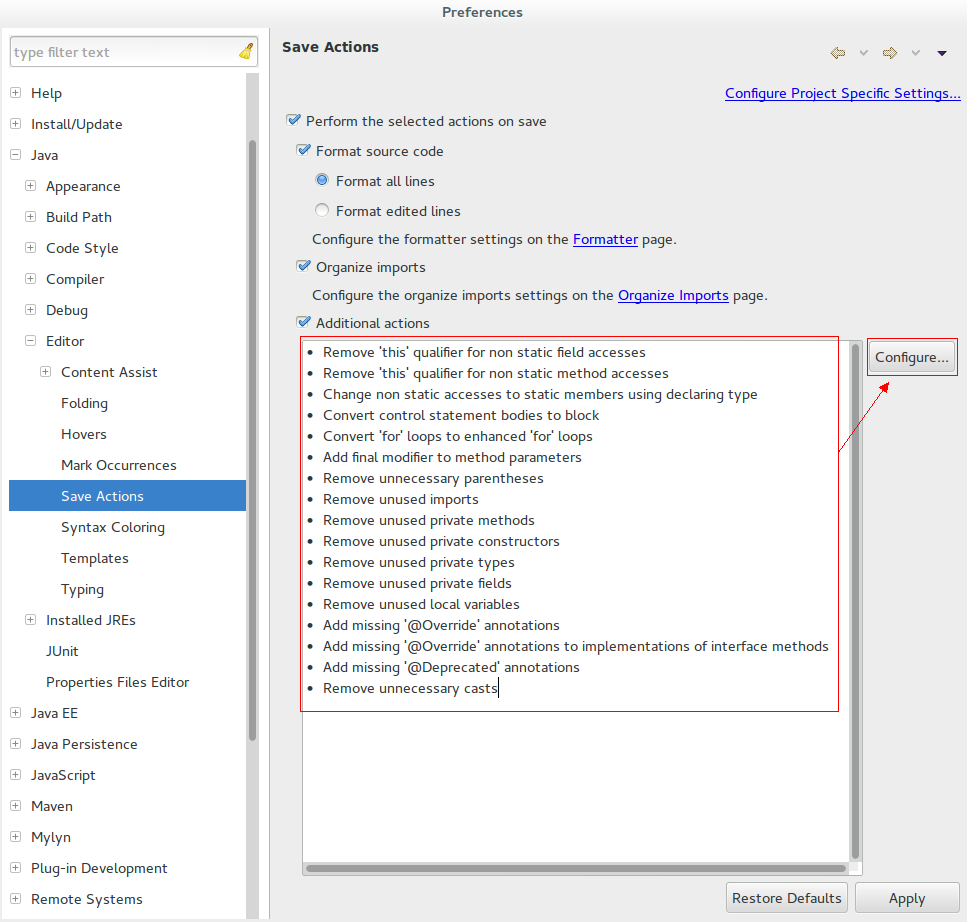 Preferences
type filter text
Help
Install/Update
Java
Appearance
Build Path
Code Style
Compiler
Debug
Editor
Content Assist
Folding
Hovers
Mark Occurrences
Save Actions
Syntax Coloring
Templates
Typing
Installed JREs
JUnit
Properties Files Editor
Java EE
Java Persistence
JavaScript
Maven
Mylyn
Plug-in Development
Remote Systems
Save Actions
Configure Project Specific Settings...
Perform the selected actions on save
Format source code
Format all lines
Format edited lines
Configure the formatter settings on the Formatter page.
Organize imports
Configure the organize imports settings on the Organize Imports page.
Additional actions
• Remove 'this' qualifier for non static field accesses
• Remove 'this' qualifier for non static method accesses
• Change non static accesses to static members using declaring type
• Convert control statement bodies to block
• Convert 'for' loops to enhanced 'for' loops
• Add final modifier to method parameters
• Remove unnecessary parentheses
• Remove unused imports
• Remove unused private methods
• Remove unused private constructors
• Remove unused private types
• Remove unused private fields
• Remove unused local variables
• Add missing '@Override' annotations
• Add missing '@Override' annotations to implementations of interface methods
• Add missing '@Deprecated' annotations
• Remove unnecessary casts
Configure...
Restore Defaults
Apply